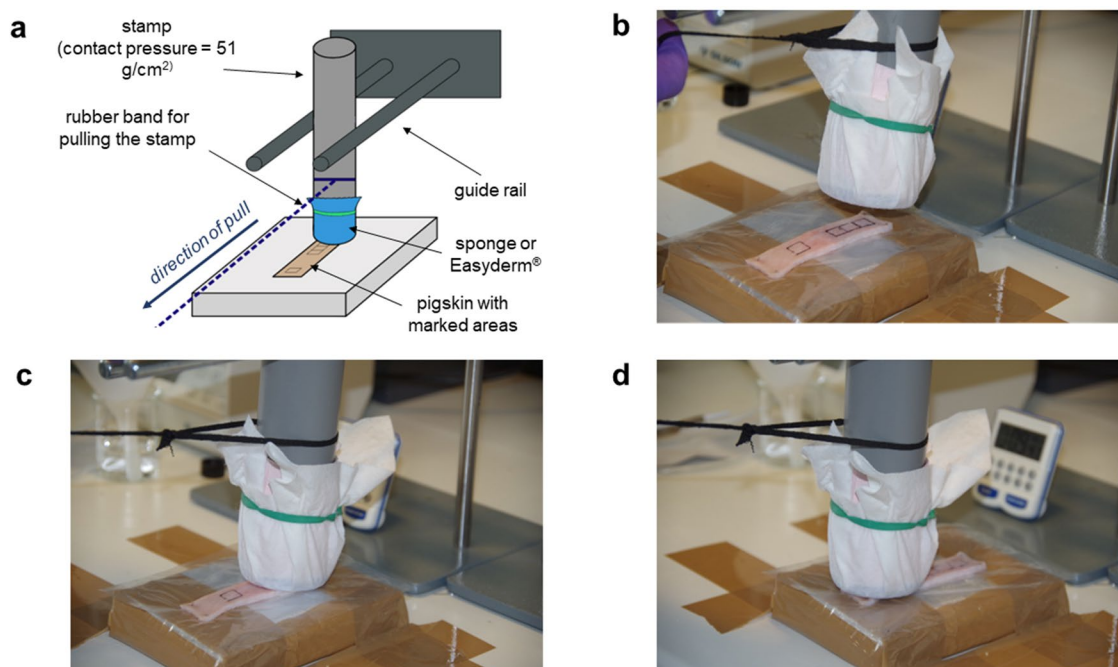 a
stamp
(contact pressure = 51
g/cm²⁾
rubber band for
pulling the stamp
guide rail
direction of pull
sponge or
Easyderm®
pigskin with
marked areas
b
c
d